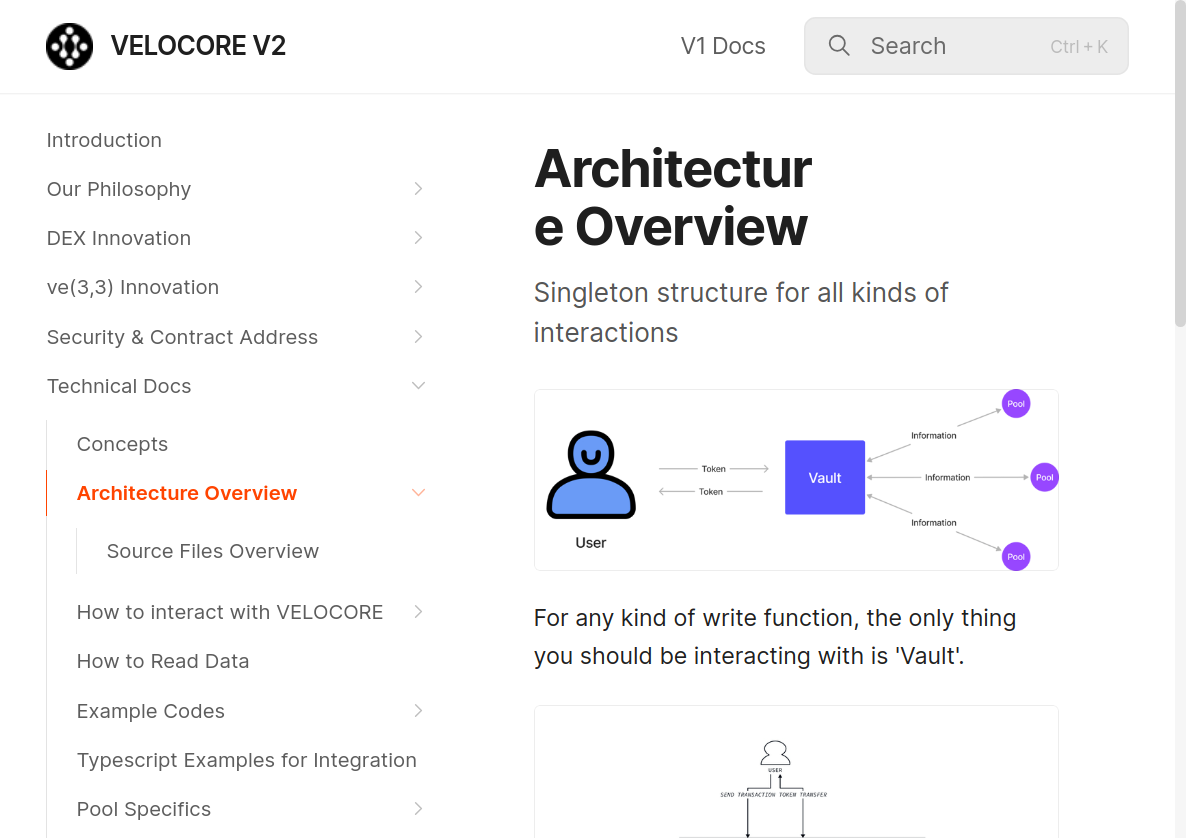 VELOCORE V2
V1 Docs
Search
Ctrl + K
Introduction
Our Philosophy
DEX Innovation
ve(3,3) Innovation
Security & Contract Address
Technical Docs
Concepts
Architecture Overview
Source Files Overview
How to interact with VELOCORE
How to Read Data
Example Codes
Typescript Examples for Integration
Pool Specifics
Architectur
e Overview
Singleton structure for all kinds of
interactions
Pool
Information
Token
Vault
Information
Pool
Token
Information
User
Pool
For any kind of write function, the only thing
you should be interacting with is 'Vault'.
USER
SEND TRANSACTION TOKEN TRANSFER